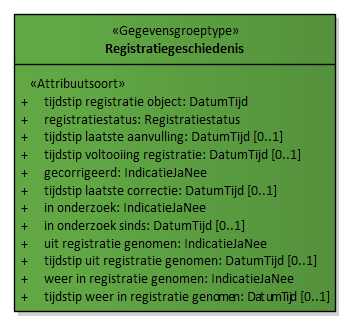 «Gegevensgroeptype»
Registratiegeschiedenis
«Attribuutsoort»
+ tijdstip registratie object: DatumTijd
+ registratiestatus: Registratiestatus
+ tijdstip laatste aanvulling: DatumTijd [0..1]
+ tijdstip voltooiing registratie: DatumTijd [0..1]
+ gecorrigeerd: IndicatieJaNee
+ tijdstip laatste correctie: DatumTijd [0..1]
+ in onderzoek: IndicatieJaNee
+ in onderzoek sinds: DatumTijd [0..1]
+ uit registratie genomen: IndicatieJaNee
+ tijdstip uit registratie genomen: DatumTijd [0..1]
+ weer in registratie genomen: IndicatieJaNee
+ tijdstip weer in registratie genomen: DatumTijd [0..1]